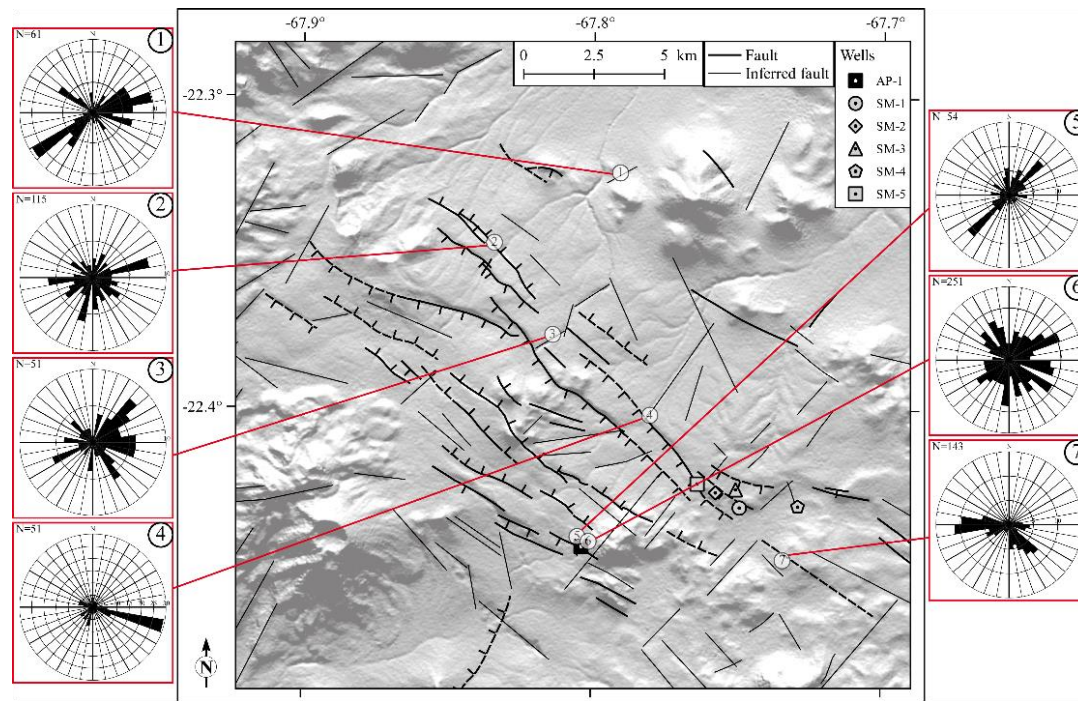 -67.9
-67.8
-67.7
-22.3
-22.4
0 2.5 5 km
Fault
Inferred fault
Wells
AP-1
SM-1
SM-2
SM-3
SM-4
SM-5
N=61
1
N
N=115
2
N
N=51
3
N
N=51
4
N
N
1
2
3
4
5
6
7
54
5
N
N=251
6
N
N=143
7
N